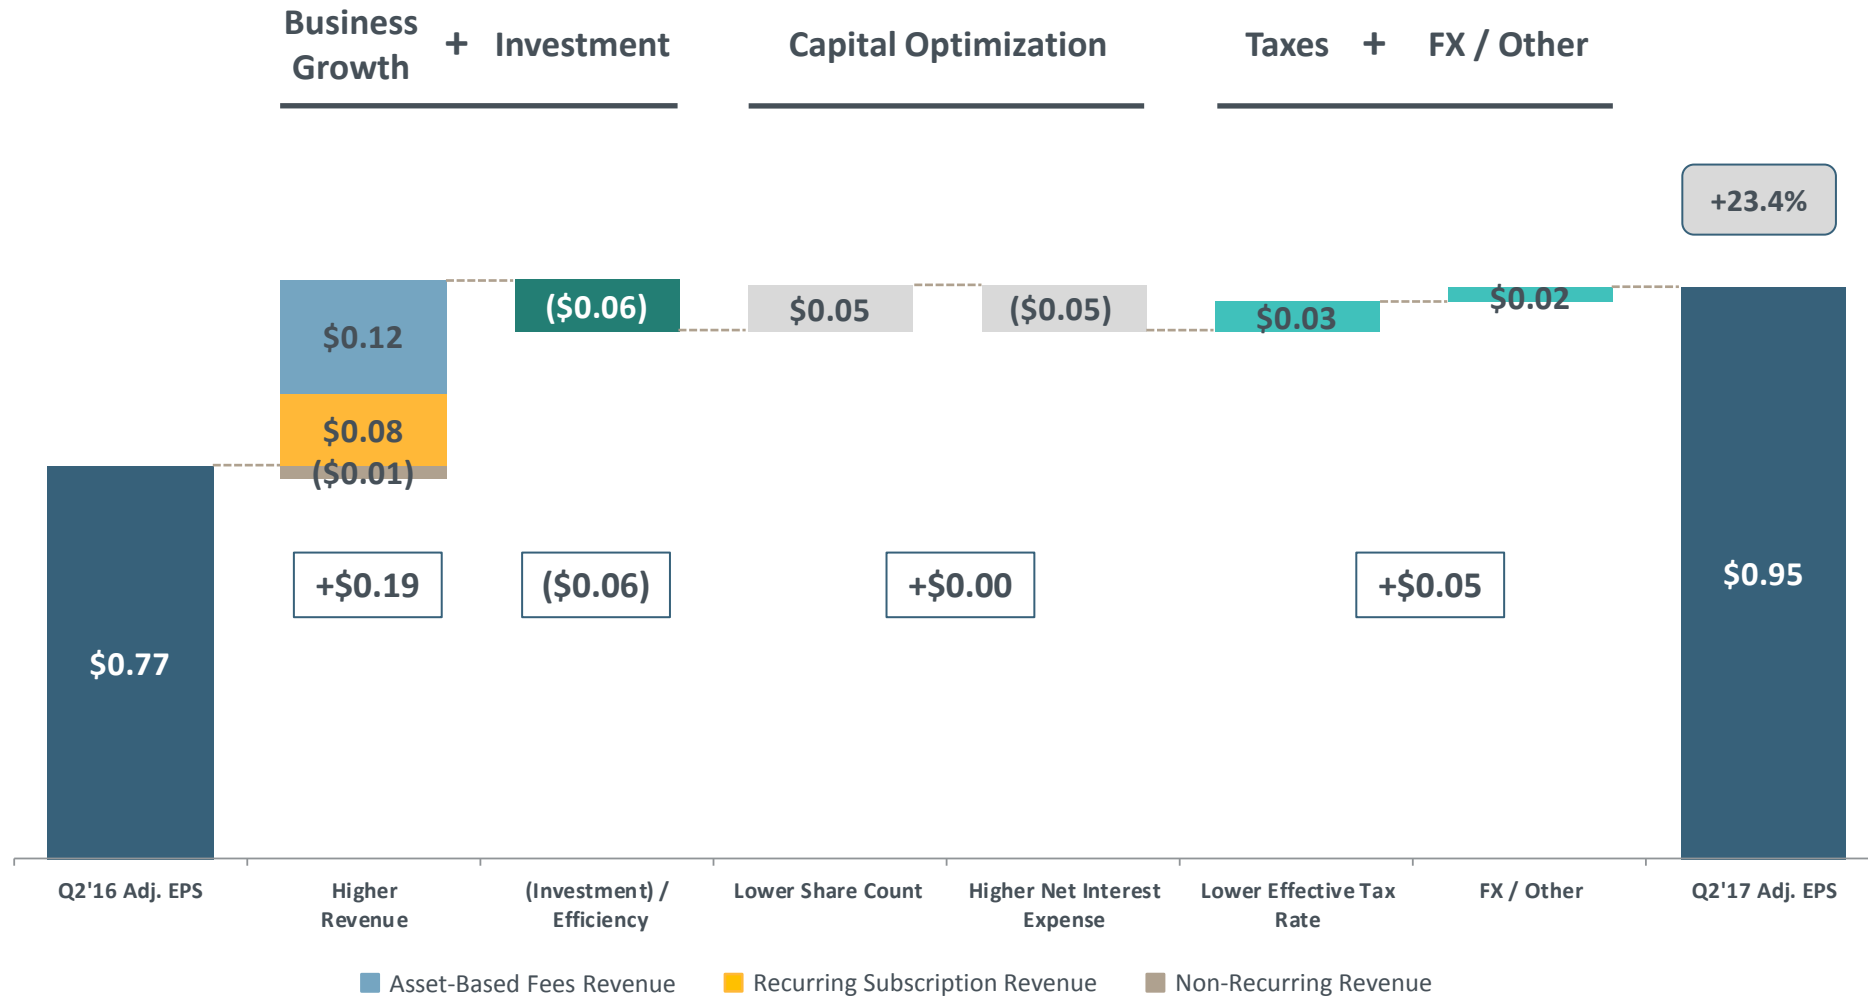 Business
Growth
+
Investment
Capital Optimization
Taxes
+
FX / Other
+23.4%
$0.12
$0.08
($0.01)
($0.06)
$0.05
($0.05)
$0.03
$0.02
+$0.19
($0.06)
+$0.00
+$0.05
$0.77
$0.95
Q2'16 Adj. EPS
Higher
Revenue
(Investment) /
Efficiency
Lower Share Count
Higher Net Interest
Expense
Lower Effective Tax
Rate
FX / Other
Q2'17 Adj. EPS
Asset-Based Fees Revenue
Recurring Subscription Revenue
Non-Recurring Revenue